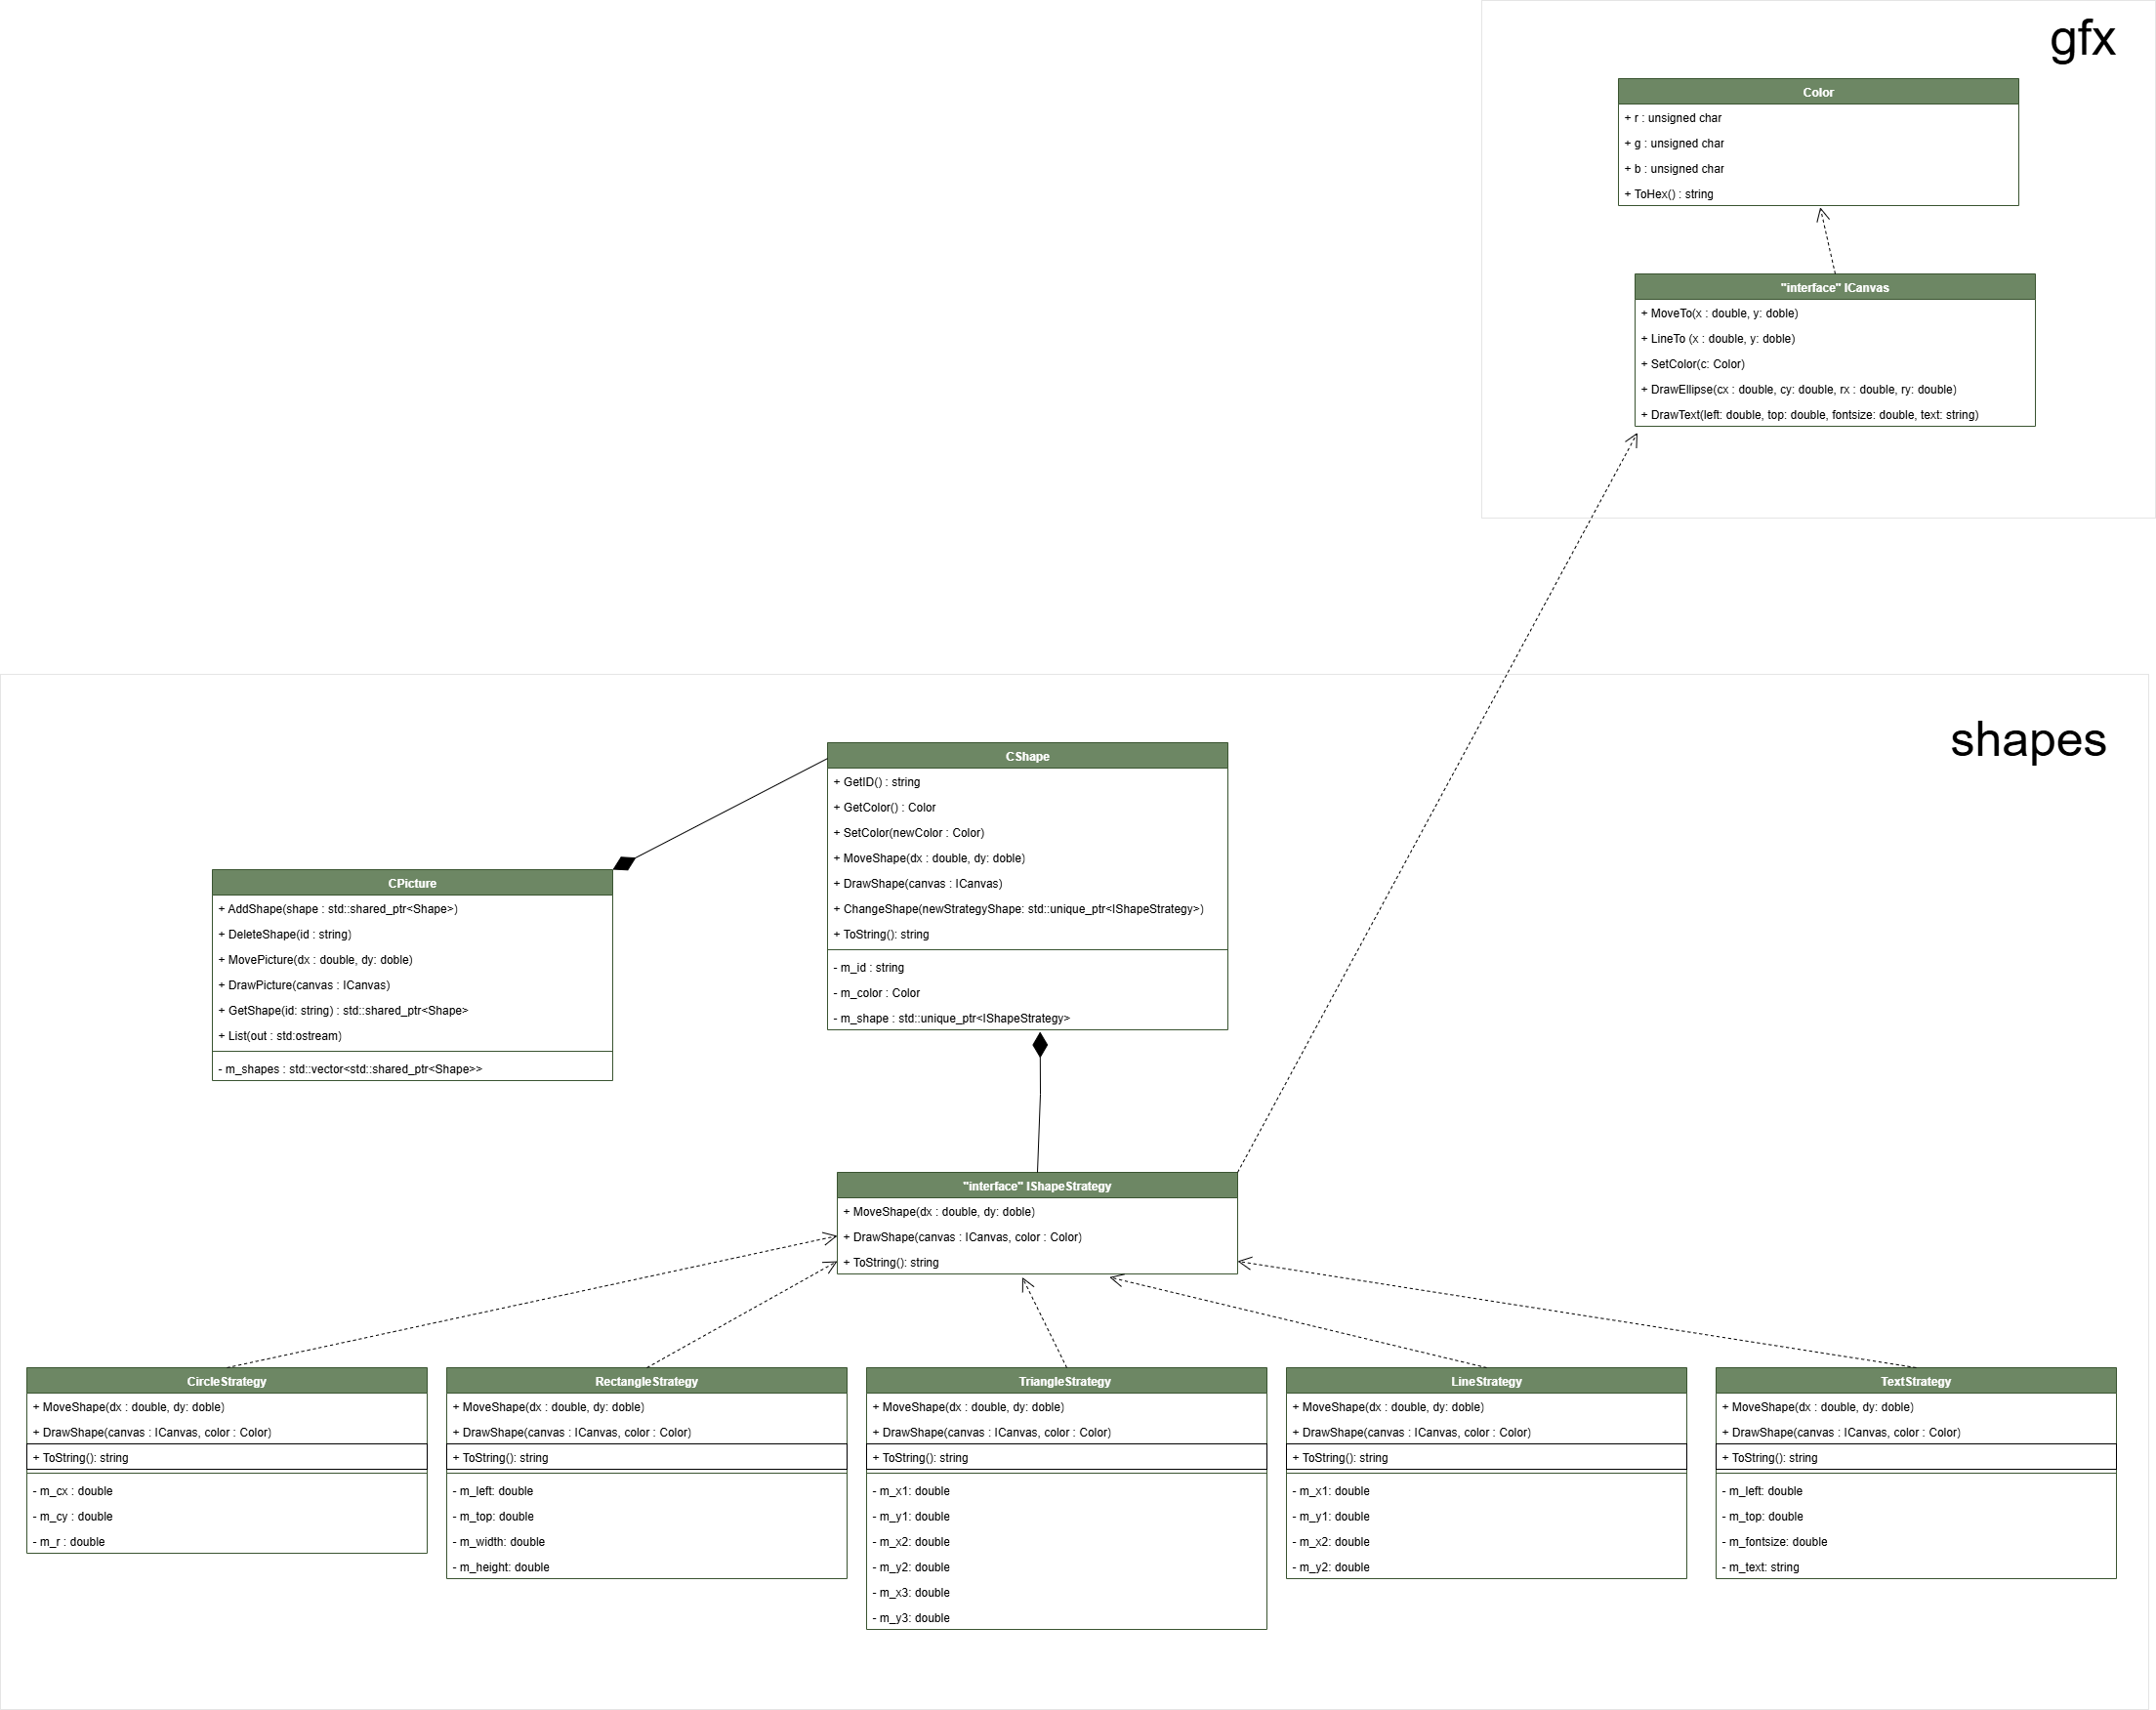 gfx
Color
+ r : unsigned char
+ g : unsigned char
+ b : unsigned char
+ ToHex() : string
"interface" ICanvas
+ MoveTo(x : double, y: doble)
+ LineTo (x : double, y: doble)
+ SetColor(c: Color)
+ DrawEllipse(cx : double, cy: double, rx : double, ry: double)
+ DrawText(left: double, top: double, fontsize: double, text: string)
shapes
CShape
+ GetID() : string
+ GetColor() : Color
+ SetColor(newColor : Color)
+ MoveShape(dx : double, dy: doble)
+ DrawShape(canvas : ICanvas)
+ ChangeShape(newStrategyShape: std::unique_ptr<IShapeStrategy>)
+ ToString(): string
- m_id : string
- m_color : Color
- m_shape : std::unique_ptr<IShapeStrategy>
CPicture
+ AddShape(shape : std::shared_ptr<Shape>)
+ DeleteShape(id : string)
+ MovePicture(dx : double, dy: doble)
+ DrawPicture(canvas : ICanvas)
+ GetShape(id: string) : std::shared_ptr<Shape>
+ List(out : std:ostream)
- m_shapes : std::vector<std::shared_ptr<Shape>>
"interface" IShapeStrategy
+ MoveShape(dx : double, dy: doble)
+ DrawShape(canvas : ICanvas, color : Color)
+ ToString(): string
CircleStrategy
+ MoveShape(dx : double, dy: doble)
+ DrawShape(canvas : ICanvas, color : Color)
+ ToString(): string
- m_cx : double
- m_cy : double
- m_r : double
RectangleStrategy
+ MoveShape(dx : double, dy: doble)
+ DrawShape(canvas : ICanvas, color : Color)
+ ToString(): string
- m_left: double
- m_top: double
- m_width: double
- m_height: double
TriangleStrategy
+ MoveShape(dx : double, dy: doble)
+ DrawShape(canvas : ICanvas, color : Color)
+ ToString(): string
- m_x1: double
- m_y1: double
- m_x2: double
- m_y2: double
- m_x3: double
- m_y3: double
LineStrategy
+ MoveShape(dx : double, dy: doble)
+ DrawShape(canvas : ICanvas, color : Color)
+ ToString(): string
- m_x1: double
- m_y1: double
- m_x2: double
- m_y2: double
TextStrategy
+ MoveShape(dx : double, dy: doble)
+ DrawShape(canvas : ICanvas, color : Color)
+ ToString(): string
- m_left: double
- m_top: double
- m_fontsize: double
- m_text: string